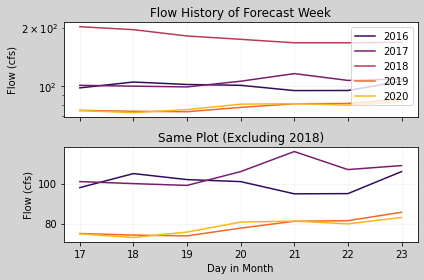 Flow History of Forecast Week
2 × 10²
10²
Flow (cfs)
2016
2017
2018
2019
2020
Same Plot (Excluding 2018)
100
80
Flow (cfs)
17 18 19 20 21 22 23
Day in Month